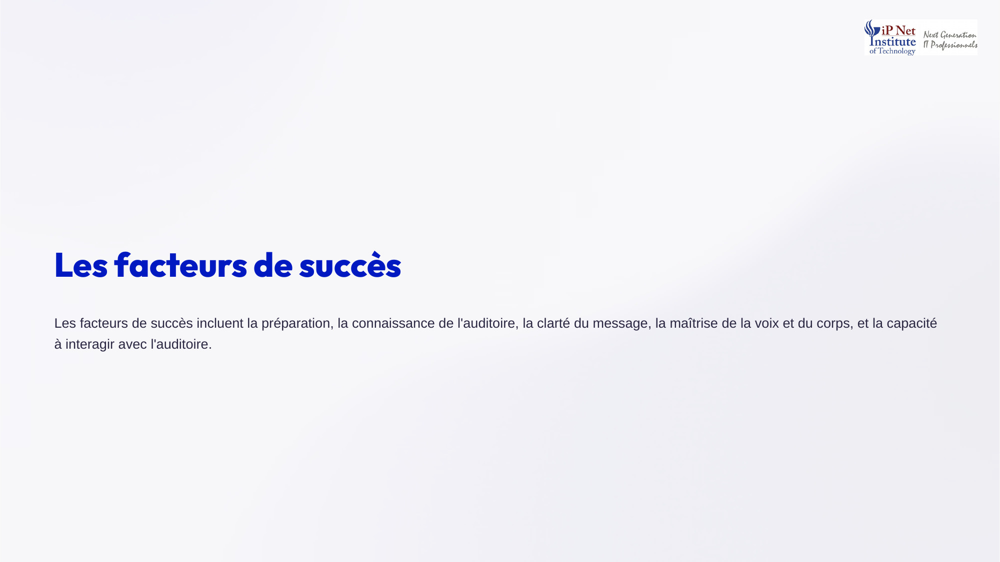 iP Net
Institute
of Technology
Next Generation
IT Professionnels
Les facteurs de succès
Les facteurs de succès incluent la préparation, la connaissance de l'auditoire, la clarté du message, la maîtrise de la voix et du corps, et la capacité
à interagir avec l'auditoire.